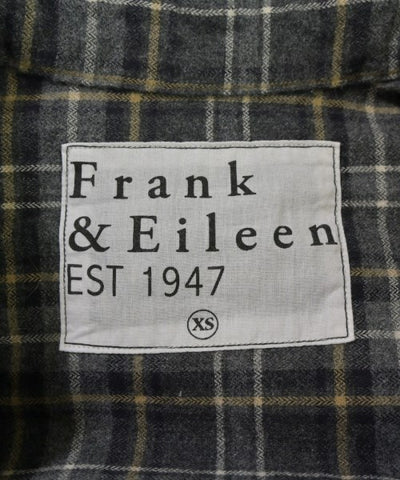 Frank
& Eileen
EST 1947
XS